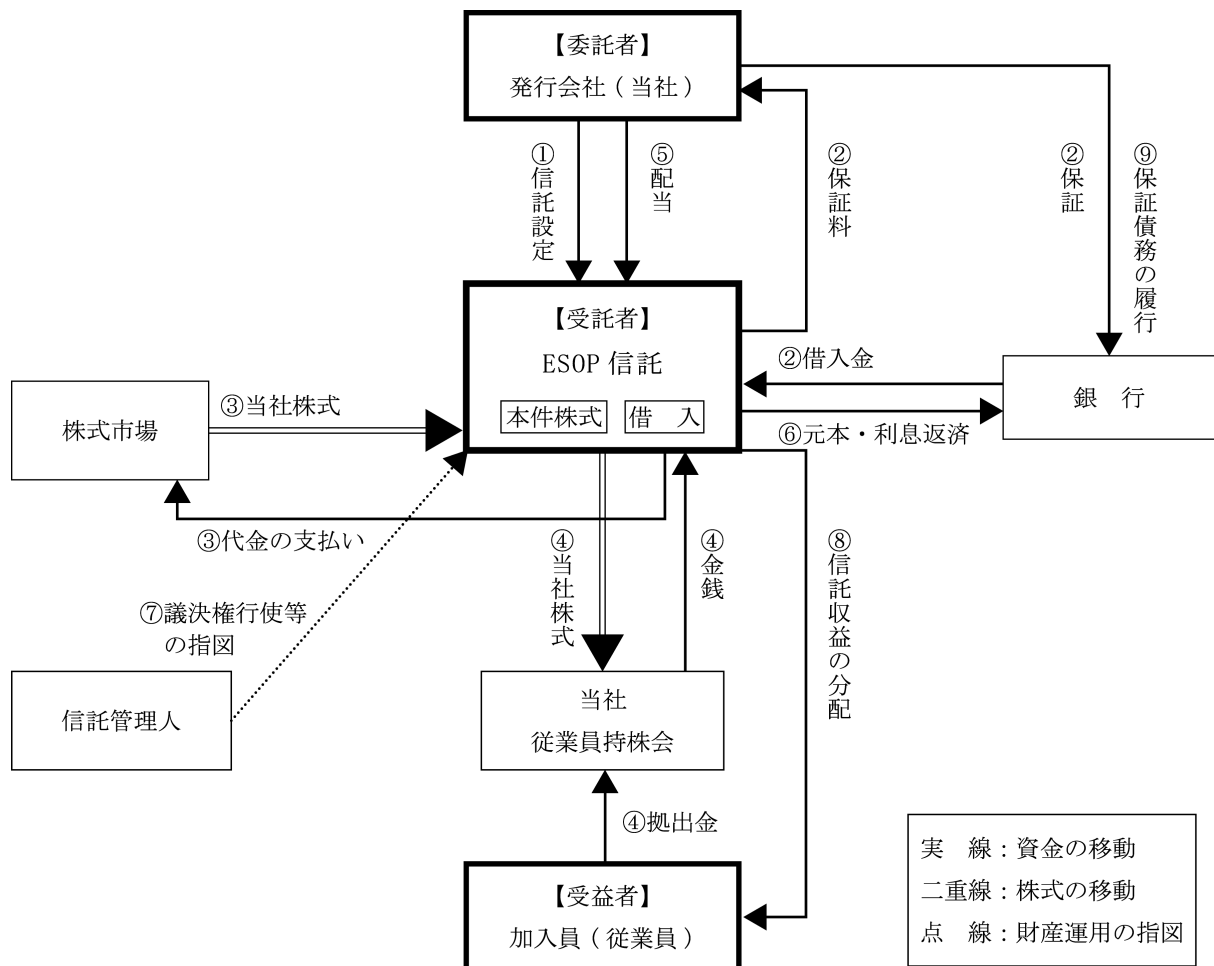 【委託者】
発行会社(当社)
①信託設定
⑤配当
②保証料
②保証
⑨保証債務の履行
【受託者】
ESOP信託
本件株式
借 入
②借入金
銀 行
⑥元本・利息返済
株式市場
③当社株式
③代金の支払い
④当社株式
④金銭
⑧信託収益の分配
⑦議決権行使等
の指図
信託管理人
当社
従業員持株会
④拠出金
【受益者】
加入員(従業員)
実 線:資金の移動
二重線:株式の移動
点 線:財産運用の指図